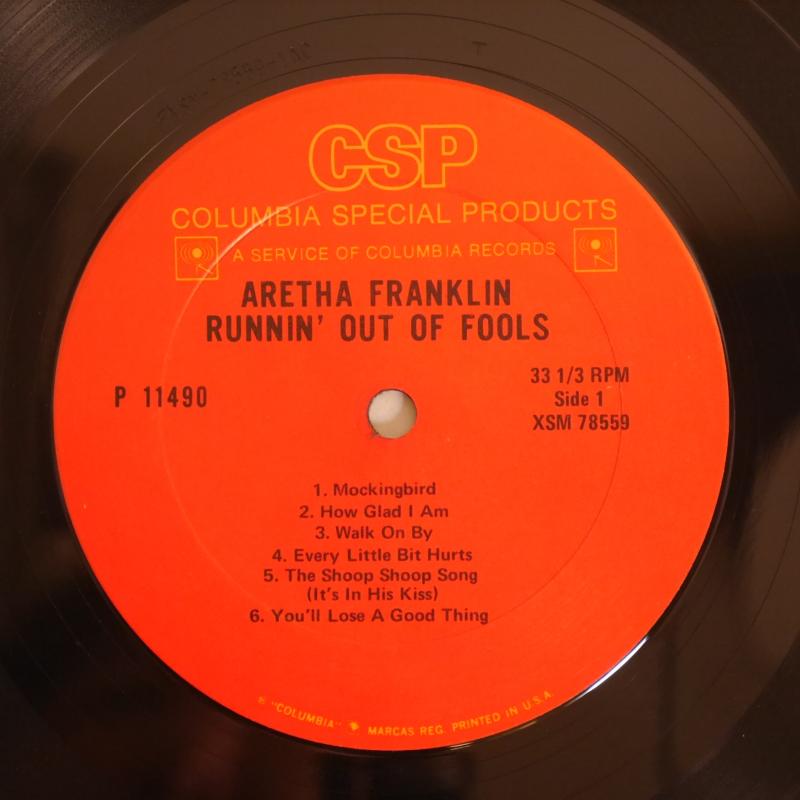 CSP
COLUMBIA SPECIAL PRODUCTS
A SERVICE OF COLUMBIA RECORDS
ARETHA FRANKLIN
RUNNIN' OUT OF FOOLS
P 11490
33 1/3 RPM
Side 1
XSM 78559
1. Mockingbird
2. How Glad I Am
3. Walk On By
4. Every Little Bit Hurts
5. The Shoop Shoop Song
(It's In His Kiss)
6. You'll Lose A Good Thing
"COLUMBIA" MARCAS REG. PRINTED IN U.S.A.